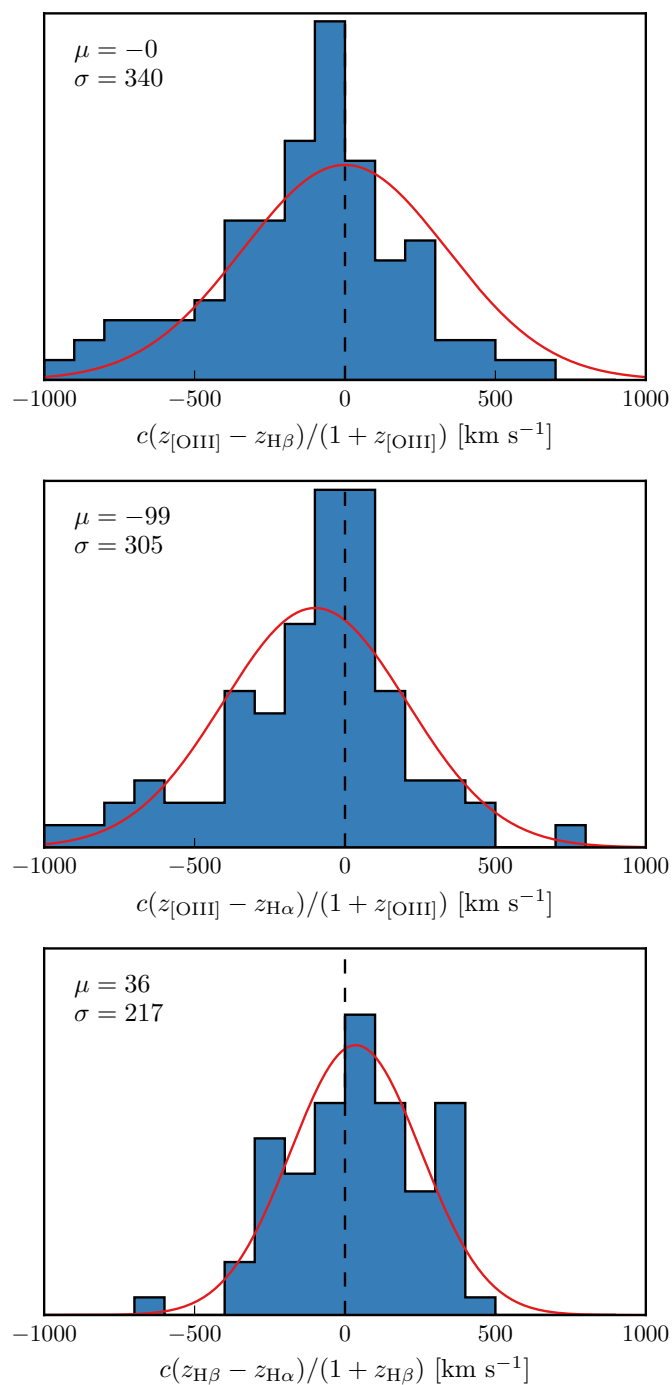 μ = −0
σ = 340
−1000 −500 0 500 1000
c(z[OIII] − zHβ)/(1 + z[OIII]) [km s−1]
μ = −99
σ = 305
−1000 −500 0 500 1000
c(z[OIII] − zHα)/(1 + z[OIII]) [km s−1]
μ = 36
σ = 217
−1000 −500 0 500 1000
c(zHβ − zHα)/(1 + zHβ) [km s−1]